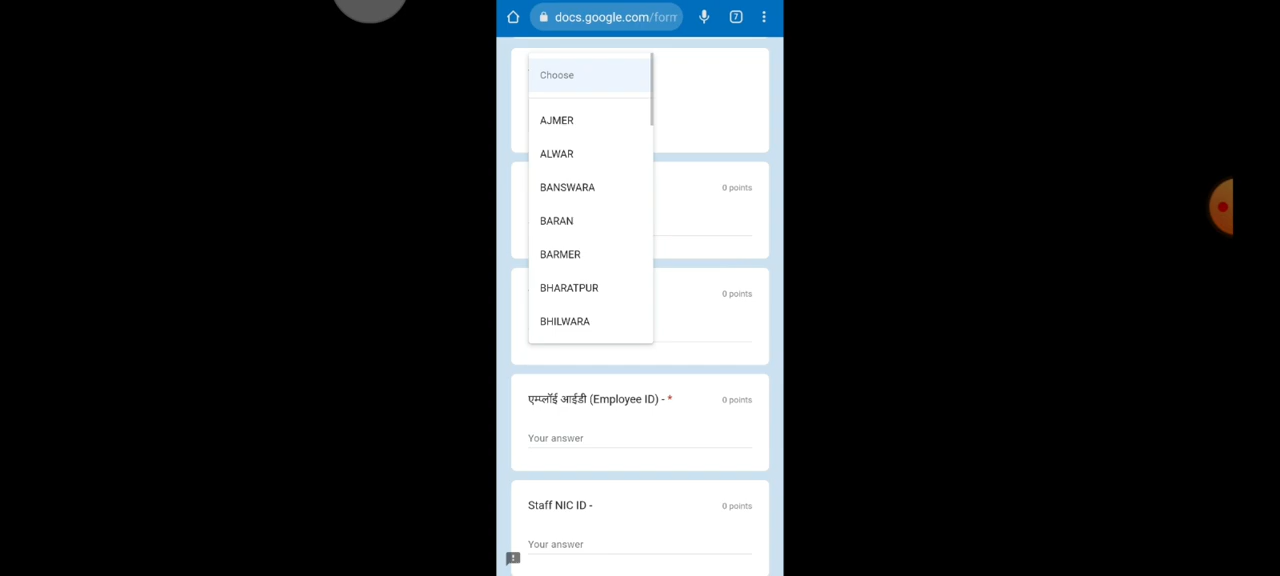 docs.google.com/form
7
Choose
AJMER
ALWAR
BANSWARA
0 points
BARAN
BARMER
BHARATPUR
0 points
BHILWARA
एम्प्लॉई आईडी (Employee ID) - *
0 points
Your answer
Staff NIC ID -
0 points
Your answer